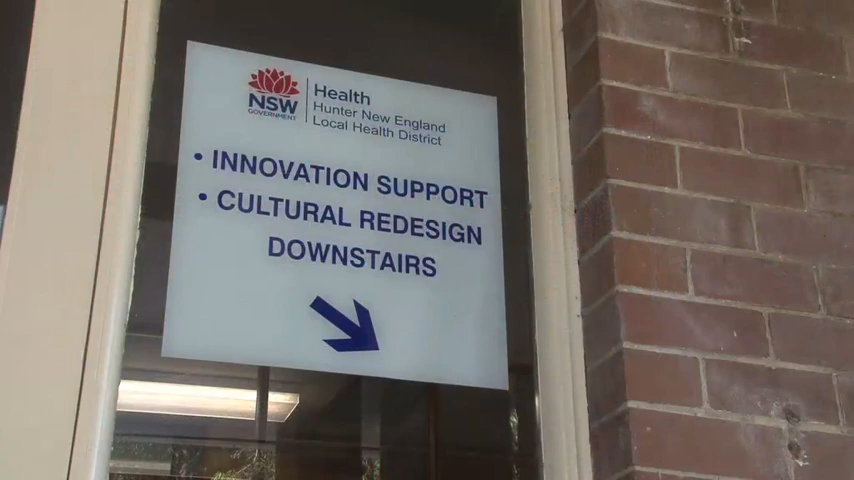 NSW
GOVERNMENT
Health
Hunter New England
Local Health District
• INNOVATION SUPPORT
• CULTURAL REDESIGN
DOWNSTAIRS